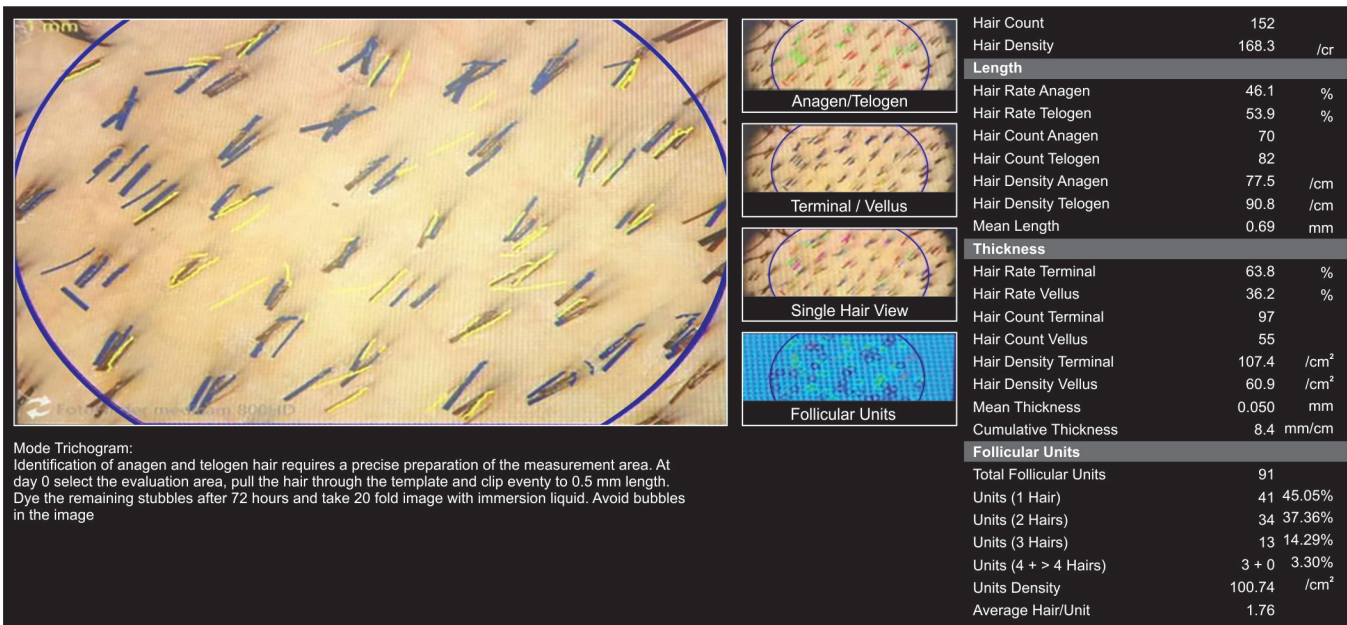 1 mm
Fotofinder medicam 800HD
Anagen/Telogen
Terminal / Vellus
Single Hair View
Follicular Units
Mode Trichogram:
Identification of anagen and telogen hair requires a precise preparation of the measurement area. At
day 0 select the evaluation area, pull the hair through the template and clip eventy to 0.5 mm length.
Dye the remaining stubbles after 72 hours and take 20 fold image with immersion liquid. Avoid bubbles
in the image
Hair Count 152
Hair Density 168.3 /cr
Length
Hair Rate Anagen 46.1 %
Hair Rate Telogen 53.9 %
Hair Count Anagen 70
Hair Count Telogen 82
Hair Density Anagen 77.5 /cm
Hair Density Telogen 90.8 /cm
Mean Length 0.69 mm
Thickness
Hair Rate Terminal 63.8 %
Hair Rate Vellus 36.2 %
Hair Count Terminal 97
Hair Count Vellus 55
Hair Density Terminal 107.4 /cm²
Hair Density Vellus 60.9 /cm²
Mean Thickness 0.050 mm
Cumulative Thickness 8.4 mm/cm
Follicular Units
Total Follicular Units 91
Units (1 Hair) 41 45.05%
Units (2 Hairs) 34 37.36%
Units (3 Hairs) 13 14.29%
Units (4 + > 4 Hairs) 3 + 0 3.30%
Units Density 100.74 /cm²
Average Hair/Unit 1.76